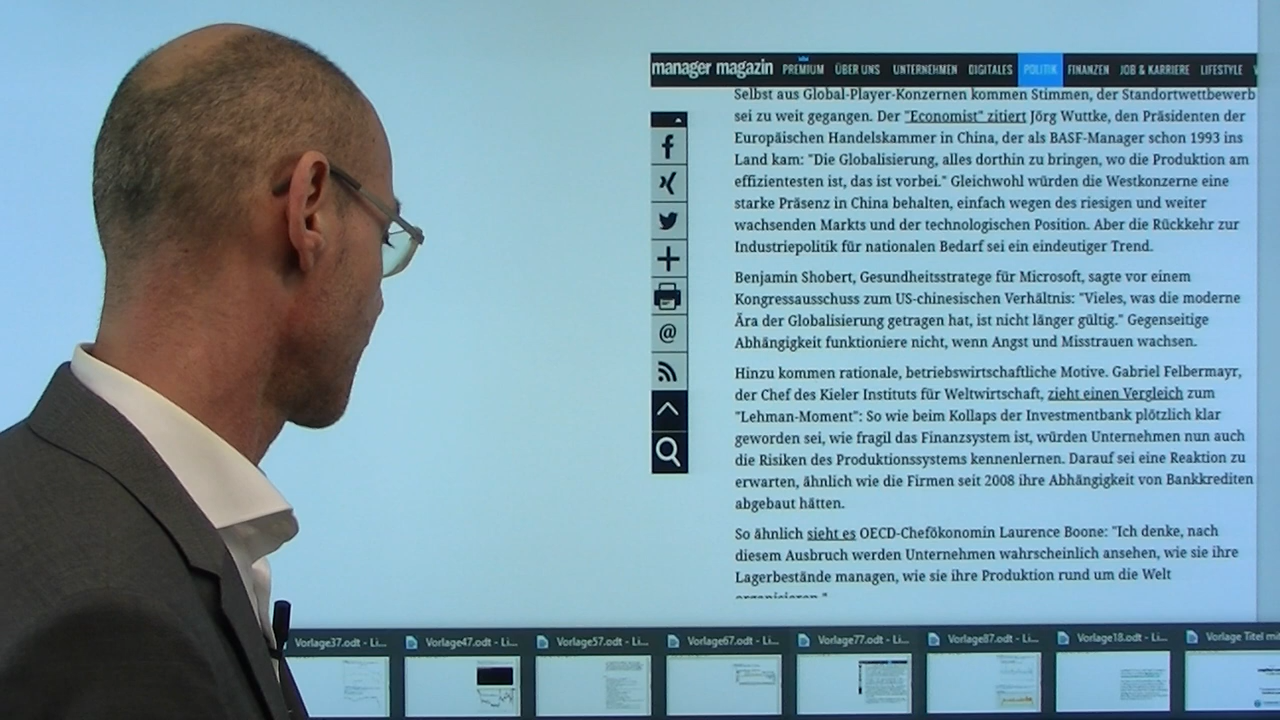 manager magazin PREMIUM ÜBER UNS UNTERNEHMEN DIGITALES POLITIK FINANZEN JOB & KARRIERE LIFESTYLE
Selbst aus Global-Player-Konzernen kommen Stimmen, der Standortwettbewerb
sei zu weit gegangen. Der "Economist" zitiert Jörg Wuttke, den Präsidenten der
Europäischen Handelskammer in China, der als BASF-Manager schon 1993 ins
Land kam: "Die Globalisierung, alles dorthin zu bringen, wo die Produktion am
effizientesten ist, das ist vorbei." Gleichwohl würden die Westkonzerne eine
starke Präsenz in China behalten, einfach wegen des riesigen und weiter
wachsenden Markts und der technologischen Position. Aber die Rückkehr zur
Industriepolitik für nationalen Bedarf sei ein eindeutiger Trend.
Benjamin Shobert, Gesundheitsstratege für Microsoft, sagte vor einem
Kongressausschuss zum US-chinesischen Verhältnis: "Vieles, was die moderne
Ära der Globalisierung getragen hat, ist nicht länger gültig." Gegenseitige
Abhängigkeit funktioniere nicht, wenn Angst und Misstrauen wachsen.
Hinzu kommen rationale, betriebswirtschaftliche Motive. Gabriel Felbermayr,
der Chef des Kieler Instituts für Weltwirtschaft, zieht einen Vergleich zum
"Lehman-Moment": So wie beim Kollaps der Investmentbank plötzlich klar
geworden sei, wie fragil das Finanzsystem ist, würden Unternehmen nun auch
die Risiken des Produktionssystems kennenlernen. Darauf sei eine Reaktion zu
erwarten, ähnlich wie die Firmen seit 2008 ihre Abhängigkeit von Bankkrediten
abgebaut hätten.
So ähnlich sieht es OECD-Chefökonomin Laurence Boone: "Ich denke, nach
diesem Ausbruch werden Unternehmen wahrscheinlich ansehen, wie sie ihre
Lagerbestände managen, wie sie ihre Produktion rund um die Welt
organisieren."
Vorlage37.odt - Li... Vorlage47.odt - Li... Vorlage57.odt - Li... Vorlage67.odt - Li... Vorlage77.odt - Li... Vorlage87.odt - Li... Vorlage18.odt - Li... Vorlage Titel